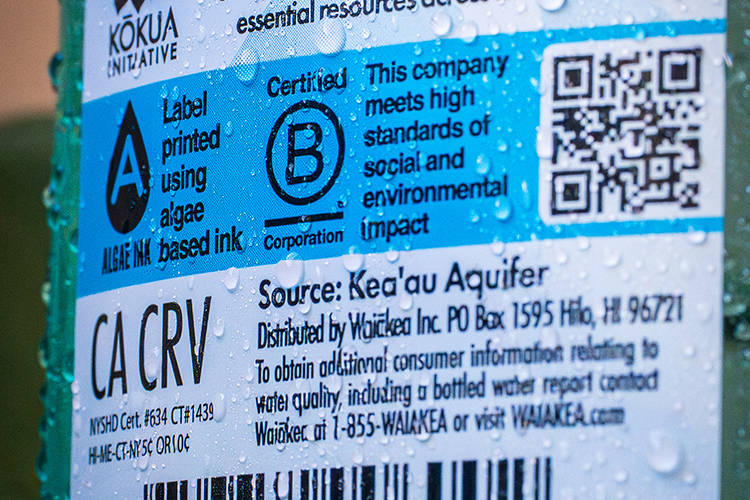 KŌKUA
INITIATIVE
essential resources across
A
ALGAE INK
Label
printed
using
algae
based ink
Certified
B
Corporation
This company
meets high
standards of
social and
environmental
impact
CA CRV
NYSHD Cert. #634 CT#1439
HI-ME-CT-NY5¢ OR10¢
Source: Kea'au Aquifer
Distributed by Waiākea Inc. PO Box 1595 Hilo, HI 96721
To obtain additional consumer information relating to
water quality, including a bottled water report contact
Waiākea at 1-855-WAIAKEA or visit WAIAKEA.com